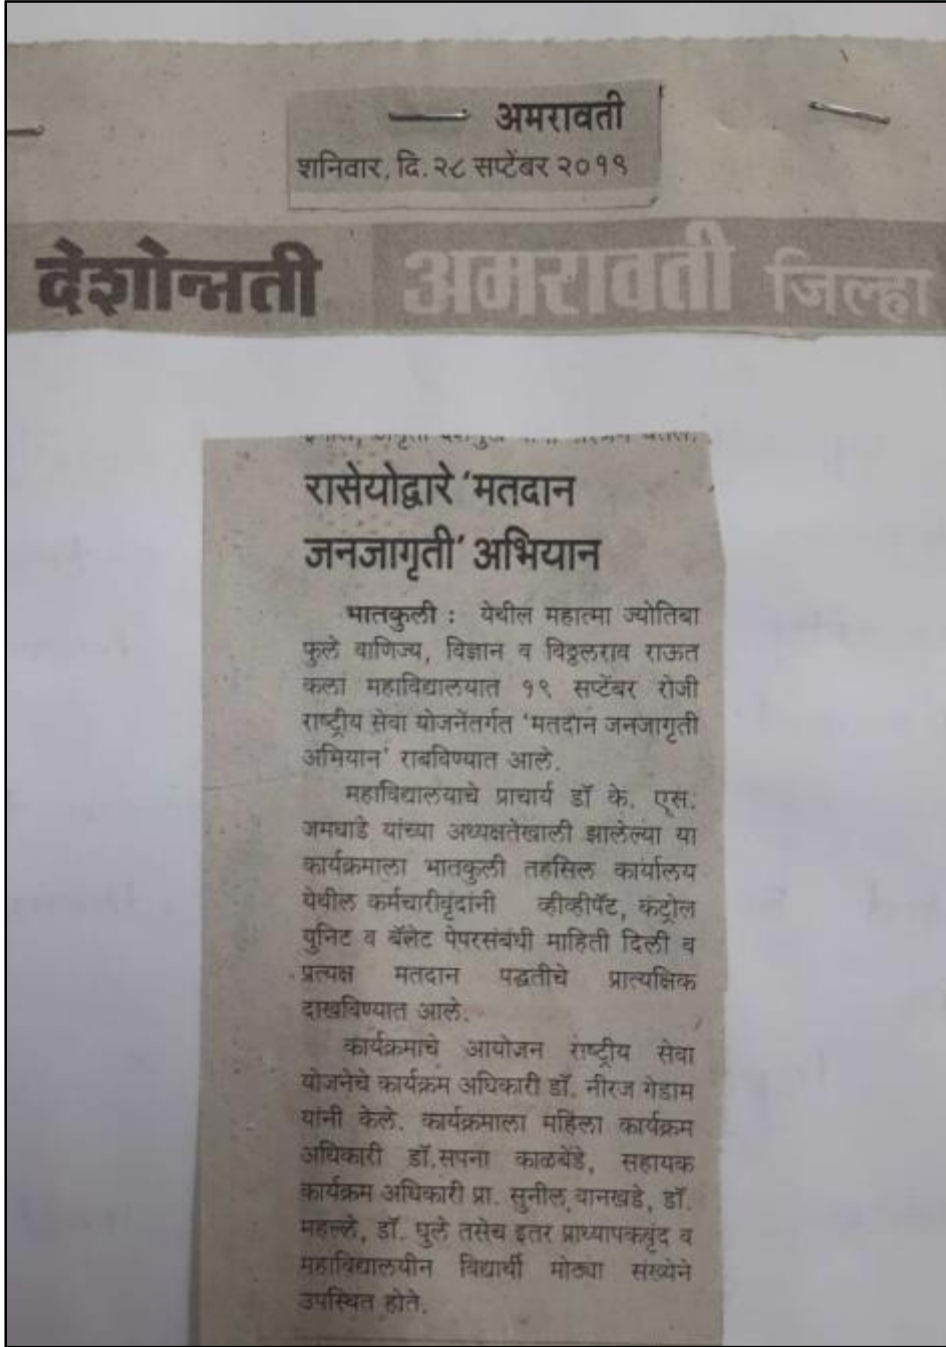 अमरावती
शनिवार, दि. २८ सप्टेंबर २०१९
देशोन्नती अमरावती जिल्हा
रासेयोद्वारे ‘मतदान
जनजागृती’ अभियान
भातकुली : येथील महात्मा ज्योतिबा
फुले वाणिज्य, विज्ञान व विठ्ठलराव राऊत
कला महाविद्यालयात १९ सप्टेंबर रोजी
राष्ट्रीय सेवा योजनेंतर्गत ‘मतदान जनजागृती
अभियान’ राबविण्यात आले.
महाविद्यालयाचे प्राचार्य डॉ के. एस.
जमघाडे यांच्या अध्यक्षतेखाली झालेल्या या
कार्यक्रमाला भातकुली तहसिल कार्यालय
येथील कर्मचारीवृंदांनी व्हीव्हीपॅट, कंट्रोल
युनिट व बॅलेट पेपरसंबंधी माहिती दिली व
प्रत्यक्ष मतदान पद्धतीचे प्रात्यक्षिक
दाखविण्यात आले.
कार्यक्रमाचे आयोजन राष्ट्रीय सेवा
योजनेचे कार्यक्रम अधिकारी डॉ. नीरज गेडाम
यांनी केले. कार्यक्रमाला महिला कार्यक्रम
अधिकारी डॉ.सपना काळबेंडे, सहायक
कार्यक्रम अधिकारी प्रा. सुनील वानखडे, डॉ.
महल्ले, डॉ. घुले तसेच इतर प्राध्यापकवृंद व
महाविद्यालयीन विद्यार्थी मोठ्या संख्येने
उपस्थित होते.